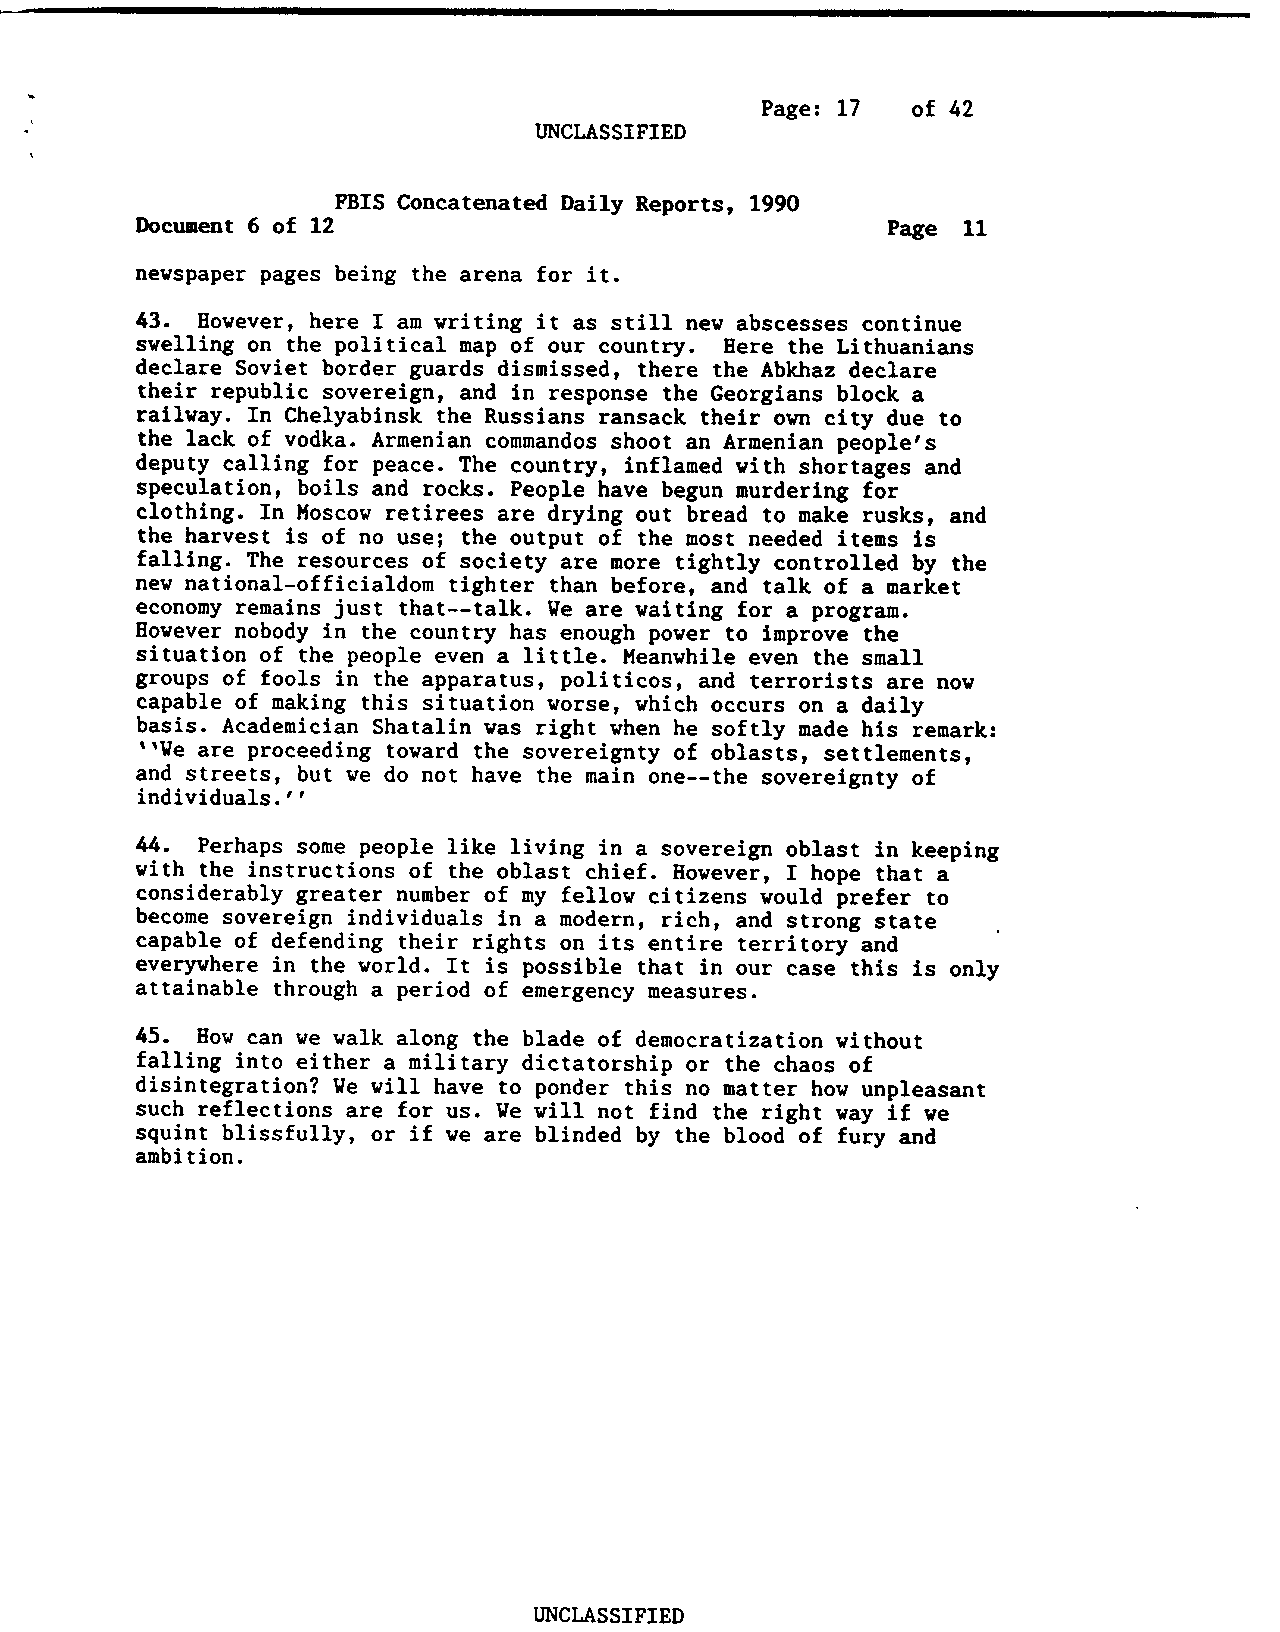 Page: 17 of 42
UNCLASSIFIED
FBIS Concatenated Daily Reports, 1990
Document 6 of 12 Page 11
newspaper pages being the arena for it.
43. However, here I am writing it as still new abscesses continue
swelling on the political map of our country. Here the Lithuanians
declare Soviet border guards dismissed, there the Abkhaz declare
their republic sovereign, and in response the Georgians block a
railway. In Chelyabinsk the Russians ransack their own city due to
the lack of vodka. Armenian commandos shoot an Armenian people's
deputy calling for peace. The country, inflamed with shortages and
speculation, boils and rocks. People have begun murdering for
clothing. In Moscow retirees are drying out bread to make rusks, and
the harvest is of no use; the output of the most needed items is
falling. The resources of society are more tightly controlled by the
new national-officialdom tighter than before, and talk of a market
economy remains just that--talk. We are waiting for a program.
However nobody in the country has enough power to improve the
situation of the people even a little. Meanwhile even the small
groups of fools in the apparatus, politicos, and terrorists are now
capable of making this situation worse, which occurs on a daily
basis. Academician Shatalin was right when he softly made his remark:
``We are proceeding toward the sovereignty of oblasts, settlements,
and streets, but we do not have the main one--the sovereignty of
individuals.''
44. Perhaps some people like living in a sovereign oblast in keeping
with the instructions of the oblast chief. However, I hope that a
considerably greater number of my fellow citizens would prefer to
become sovereign individuals in a modern, rich, and strong state
capable of defending their rights on its entire territory and
everywhere in the world. It is possible that in our case this is only
attainable through a period of emergency measures.
45. How can we walk along the blade of democratization without
falling into either a military dictatorship or the chaos of
disintegration? We will have to ponder this no matter how unpleasant
such reflections are for us. We will not find the right way if we
squint blissfully, or if we are blinded by the blood of fury and
ambition.
UNCLASSIFIED